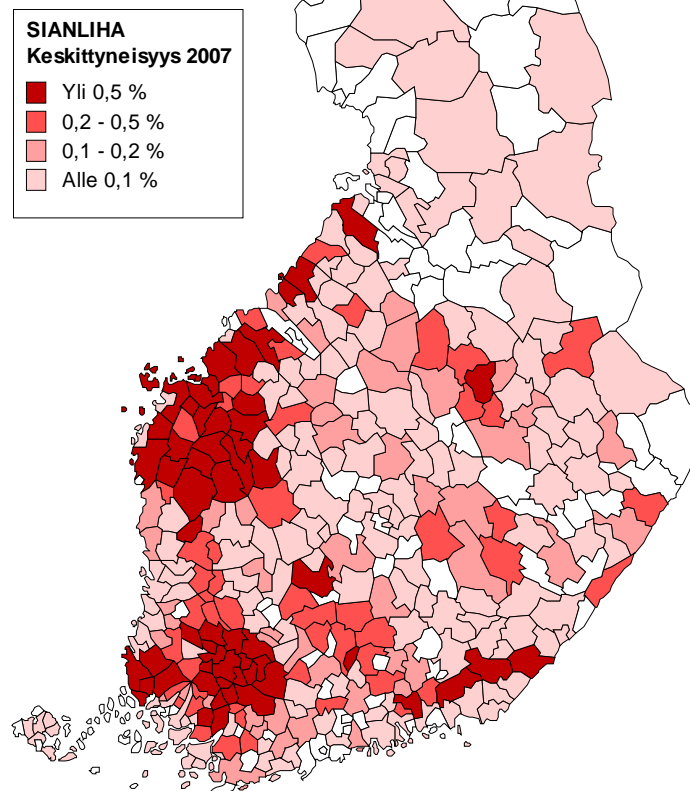 SIANLIHA
Keskittyneisyys 2007
Yli 0,5 %
0,2 - 0,5 %
0,1 - 0,2 %
Alle 0,1 %